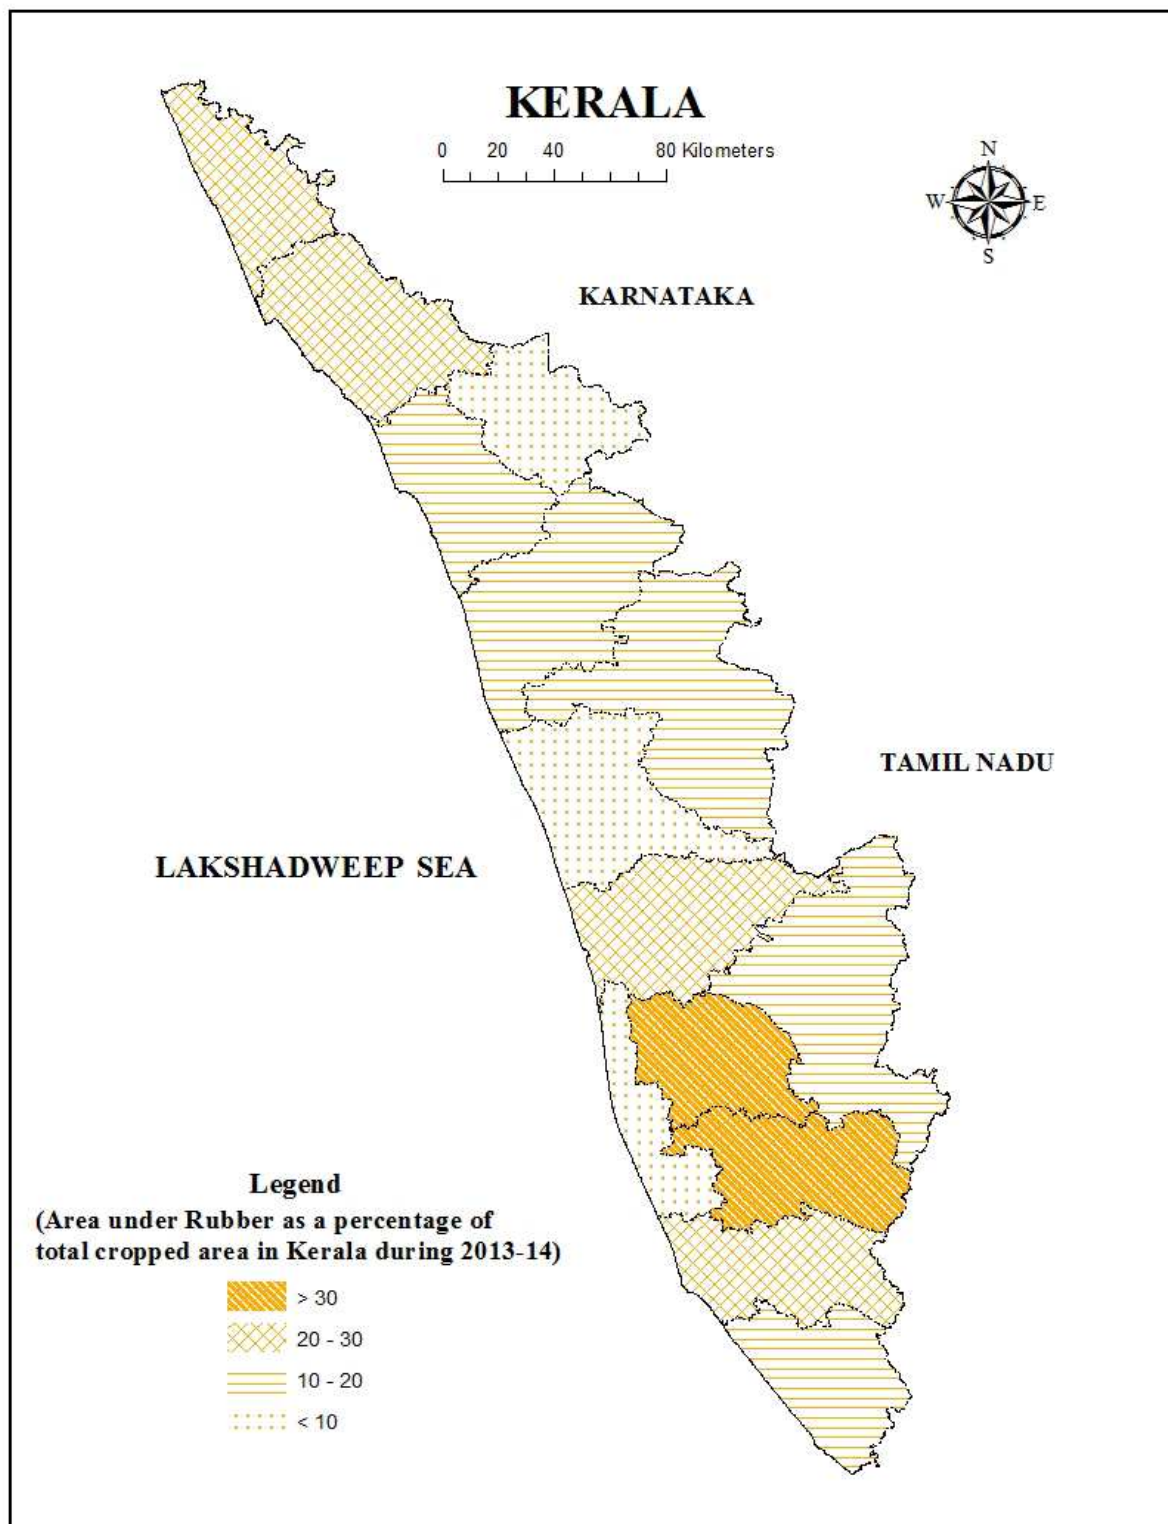 KERALA
0 20 40 80 Kilometers
N
W E
S
KARNATAKA
TAMIL NADU
LAKSHADWEEP SEA
Legend
(Area under Rubber as a percentage of
total cropped area in Kerala during 2013-14)
> 30
20 - 30
10 - 20
< 10